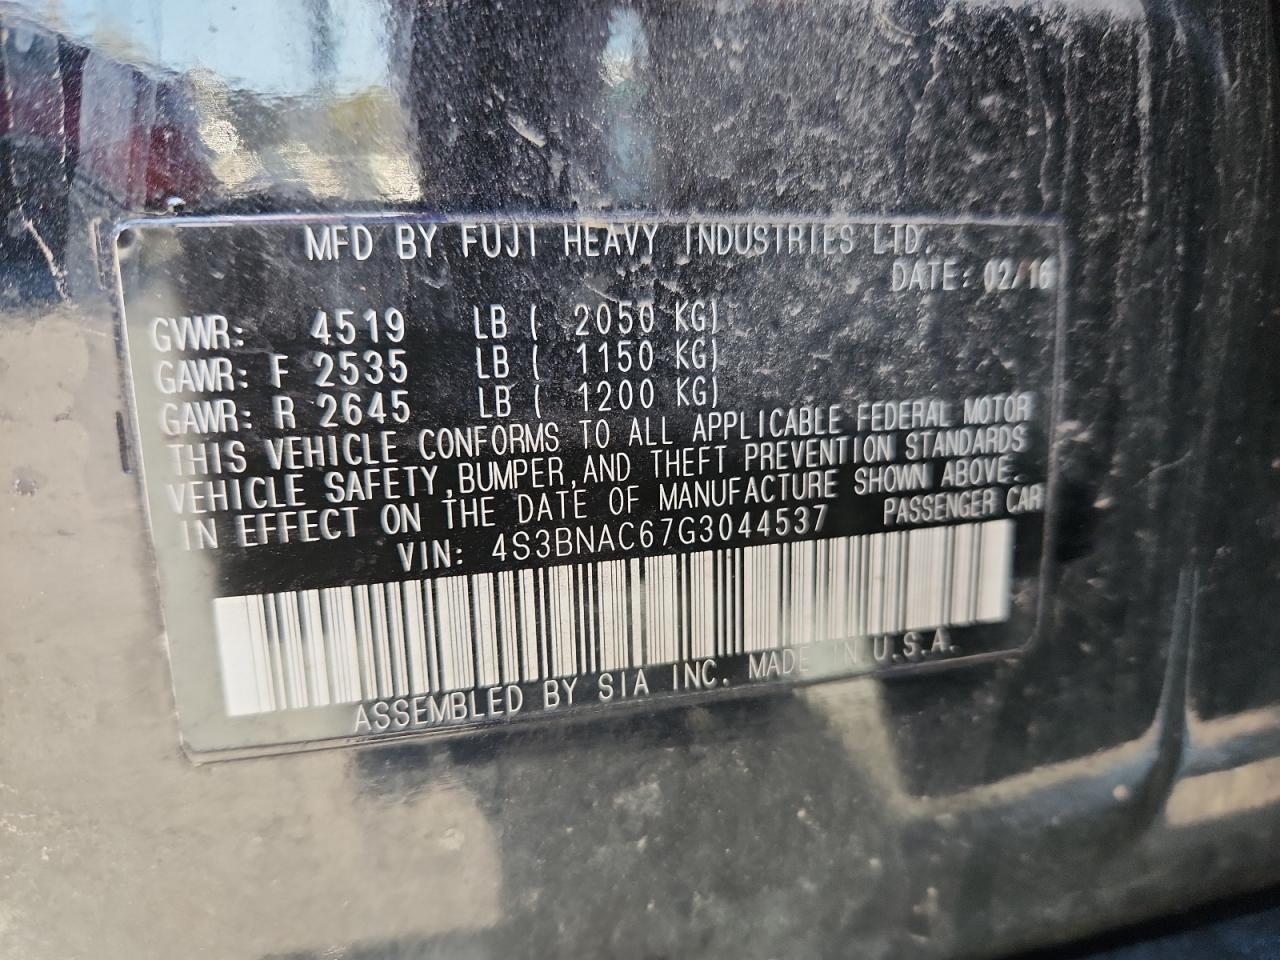 MFD BY FUJI HEAVY INDUSTRIES LTD.
DATE: 02/16
GVWR: 4519 LB ( 2050 KG)
GAWR: F 2535 LB ( 1150 KG)
GAWR: R 2645 LB ( 1200 KG)
THIS VEHICLE CONFORMS TO ALL APPLICABLE FEDERAL MOTOR
VEHICLE SAFETY,BUMPER,AND THEFT PREVENTION STANDARDS
IN EFFECT ON THE DATE OF MANUFACTURE SHOWN ABOVE.
VIN: 4S3BNAC67G3044537 PASSENGER CAR
ASSEMBLED BY SIA INC. MADE IN U.S.A.